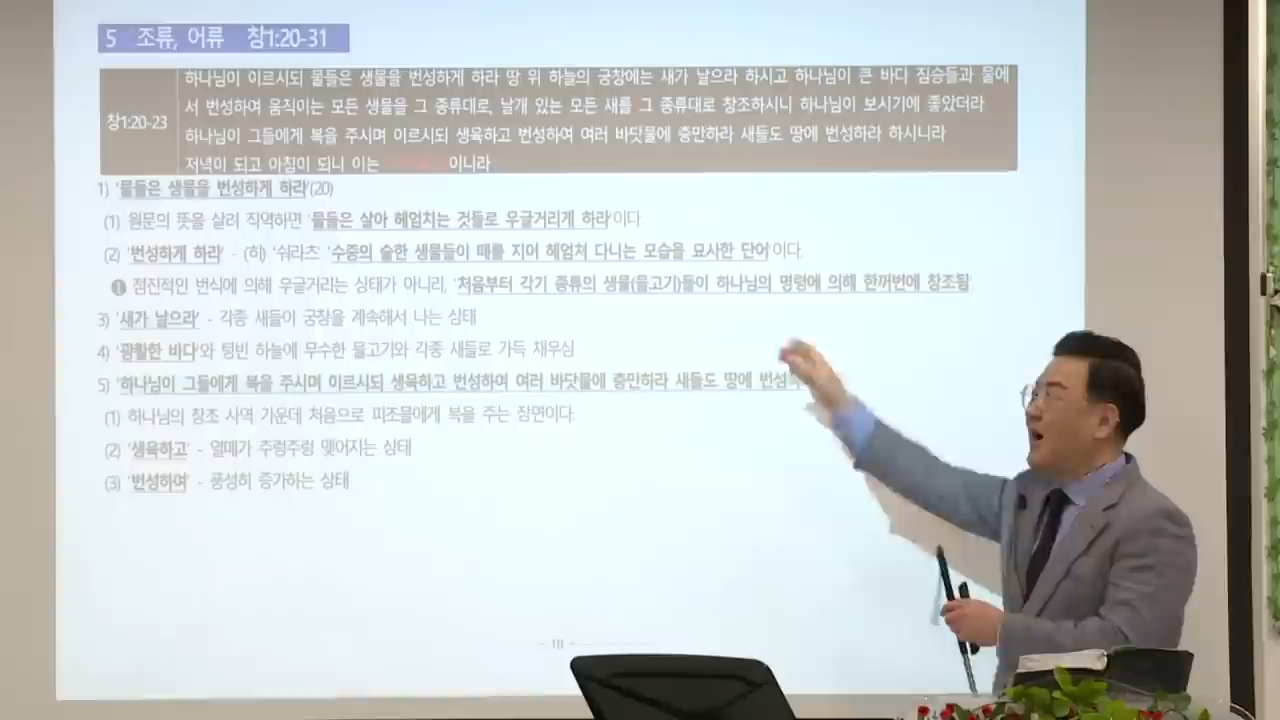 5 조류, 어류 창1:20-31
창1:20-23
하나님이 이르시되 물들은 생물을 번성하게 하라 땅 위 하늘의 궁창에는 새가 날으라 하시고 하나님이 큰 바다 짐승들과 물에
서 번성하여 움직이는 모든 생물을 그 종류대로, 날개 있는 모든 새를 그 종류대로 창조하시니 하나님이 보시기에 좋았더라
하나님이 그들에게 복을 주시며 이르시되 생육하고 번성하여 여러 바닷물에 충만하라 새들도 땅에 번성하라 하시니라
저녁이 되고 아침이 되니 이는 이니라
1) '물들은 생물을 번성하게 하라'(20)
(1) 원문의 뜻을 살려 직역하면 '물들은 살아 헤엄치는 것들로 우글거리게 하라'이다
(2) '번성하게 하라' - (히) '쉬라츠' '수중의 숱한 생물들이 떼를 지어 헤엄쳐 다니는 모습을 묘사한 단어'이다.
❶ 점진적인 번식에 의해 우글거리는 상태가 아니리, '처음부터 각기 종류의 생물(물고기)들이 하나님의 명령에 의해 한꺼번에 창조됨
3) '새가 날으라' - 각종 새들이 궁창을 계속해서 나는 상태
4) '광활한 바다'와 텅빈 하늘에 무수한 물고기와 각종 새들로 가득 채우심
5) '하나님이 그들에게 복을 주시며 이르시되 생육하고 번성하여 여러 바닷물에 충만하라 새들도 땅에 번성
(1) 하나님의 창조 사역 가운데 처음으로 피조물에게 복을 주는 장면이다.
(2) '생육하고' - 열매가 주렁주렁 맺어지는 상태
(3) '번성하여' - 풍성히 증가하는 상태
- 18 -